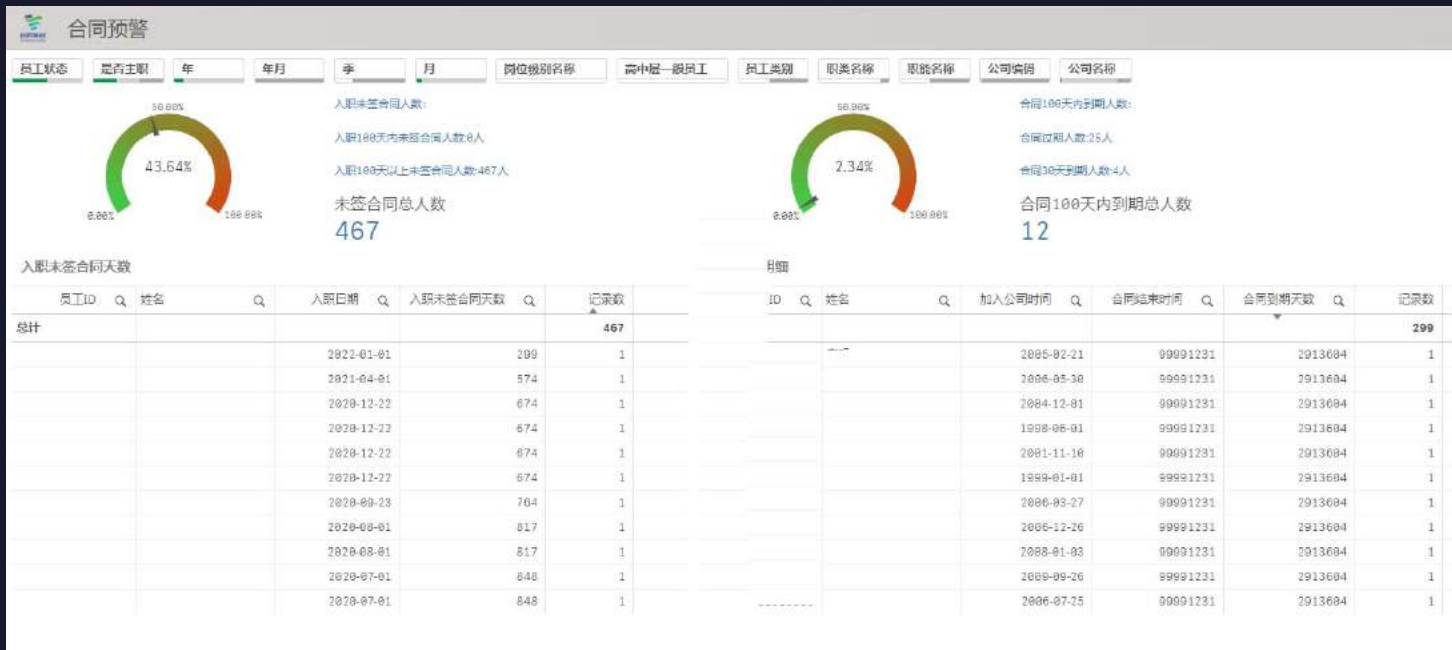 合同预警
员工状态 是否主职 年 年月 季 月 岗位级别名称 高中层一般员工 员工类别 职类名称 职能名称 公司编码 公司名称
50.00%
43.64%
0.00%
100.00%
入职未签合同人数:
入职100天内未签合同人数:0人
入职100天以上未签合同人数:467人
未签合同总人数
467
50.00%
2.34%
0.00%
100.00%
合同100天内到期人数:
合同过期人数:25人
合同30天到期人数:4人
合同100天内到期总人数
12
入职未签合同天数
员工ID 姓名 入职日期 入职未签合同天数 记录数
总计 467
2022-01-01 299 1
2021-04-01 574 1
2020-12-22 674 1
2020-12-22 674 1
2020-12-22 674 1
2020-12-22 674 1
2020-09-23 764 1
2020-08-01 817 1
2020-08-01 817 1
2020-07-01 848 1
2020-07-01 848 1
明细
ID 姓名 加入公司时间 合同结束时间 合同到期天数 记录数
299
2005-02-21 99991231 2913604 1
2006-05-30 99991231 2913604 1
2004-12-01 99991231 2913604 1
1998-06-01 99991231 2913604 1
2001-11-10 99991231 2913604 1
1999-01-01 99991231 2913604 1
2006-03-27 99991231 2913604 1
2006-12-26 99991231 2913604 1
2008-01-03 99991231 2913604 1
2009-09-26 99991231 2913604 1
2006-07-25 99991231 2913604 1